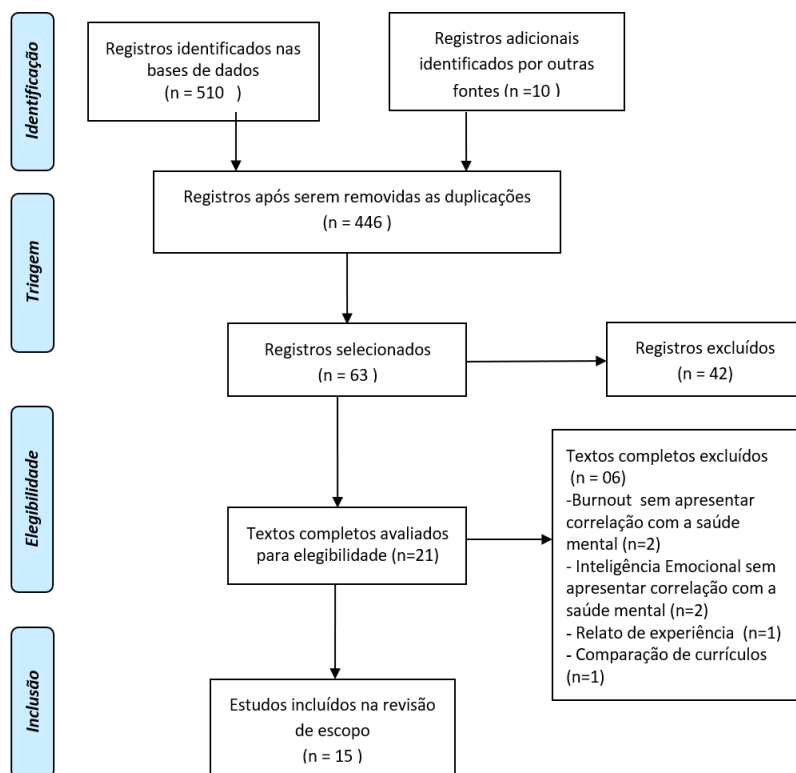 Identificação
Registros identificados nas
bases de dados
(n = 510   )
Registros adicionais
identificados por outras
fontes (n =10  )
Triagem
Registros após serem removidas as duplicações
(n = 446 )
Registros selecionados
(n = 63  )
Registros excluídos
(n = 42)
Elegibilidade
Textos completos avaliados
para elegibilidade (n=21)
Textos completos excluídos
(n = 06)
-Burnout  sem apresentar
correlação com a saúde
mental (n=2)
- Inteligência Emocional sem
apresentar correlação com a
saúde mental (n=2)
- Relato de experiência  (n=1)
- Comparação de currículos
(n=1)
Inclusão
Estudos incluídos na revisão
de escopo
(n = 15 )